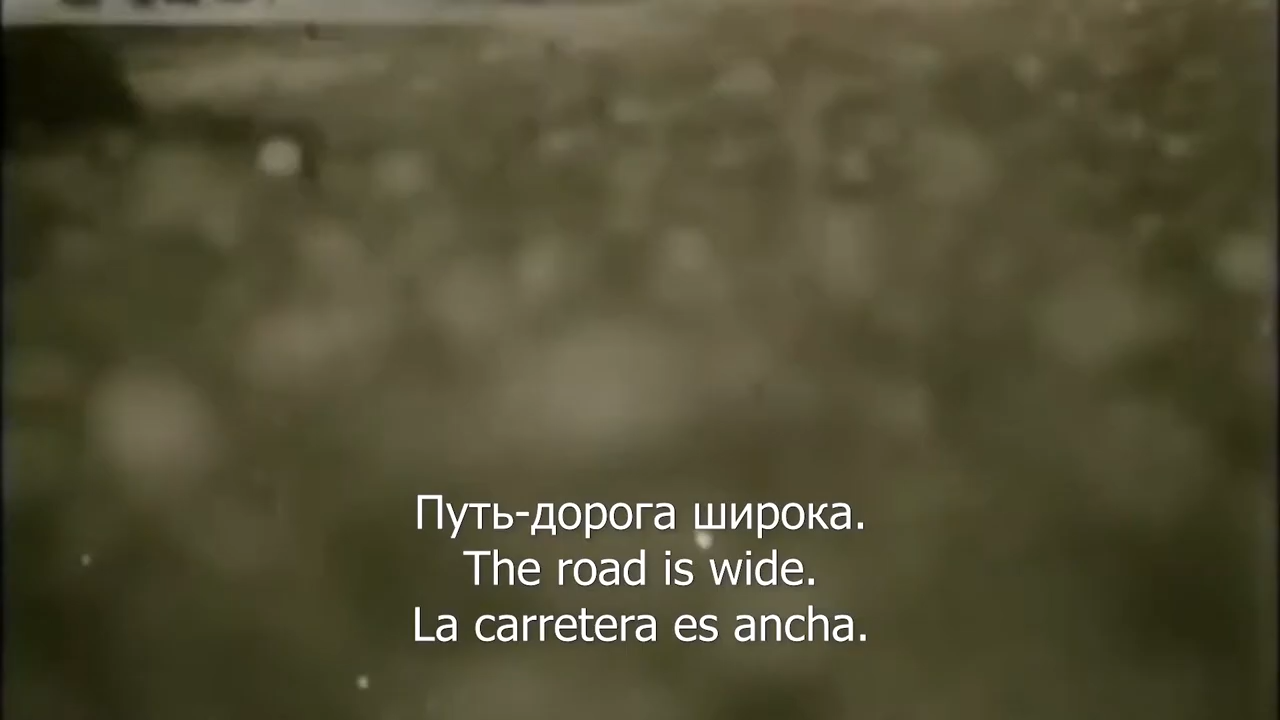 Путь-дорога широка.
The road is wide.
La carretera es ancha.